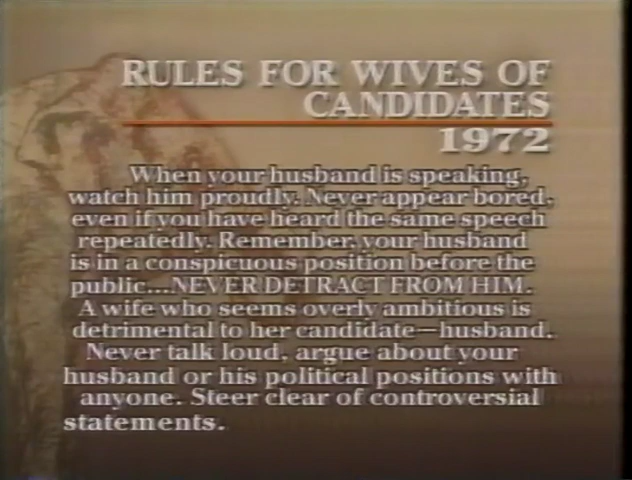 RULES FOR WIVES OF
CANDIDATES
1972
When your husband is speaking,
watch him proudly. Never appear bored,
even if you have heard the same speech
repeatedly. Remember, your husband
is in a conspicuous position before the
public....NEVER DETRACT FROM HIM.
A wife who seems overly ambitious is
detrimental to her candidate—husband.
Never talk loud, argue about your
husband or his political positions with
anyone. Steer clear of controversial
statements.